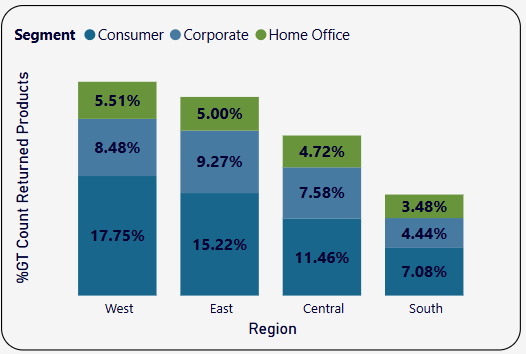 Segment Consumer Corporate Home Office
%GT Count Returned Products
5.51% 5.00% 4.72% 3.48%
8.48% 9.27% 7.58% 4.44%
17.75% 15.22% 11.46% 7.08%
West East Central South
Region